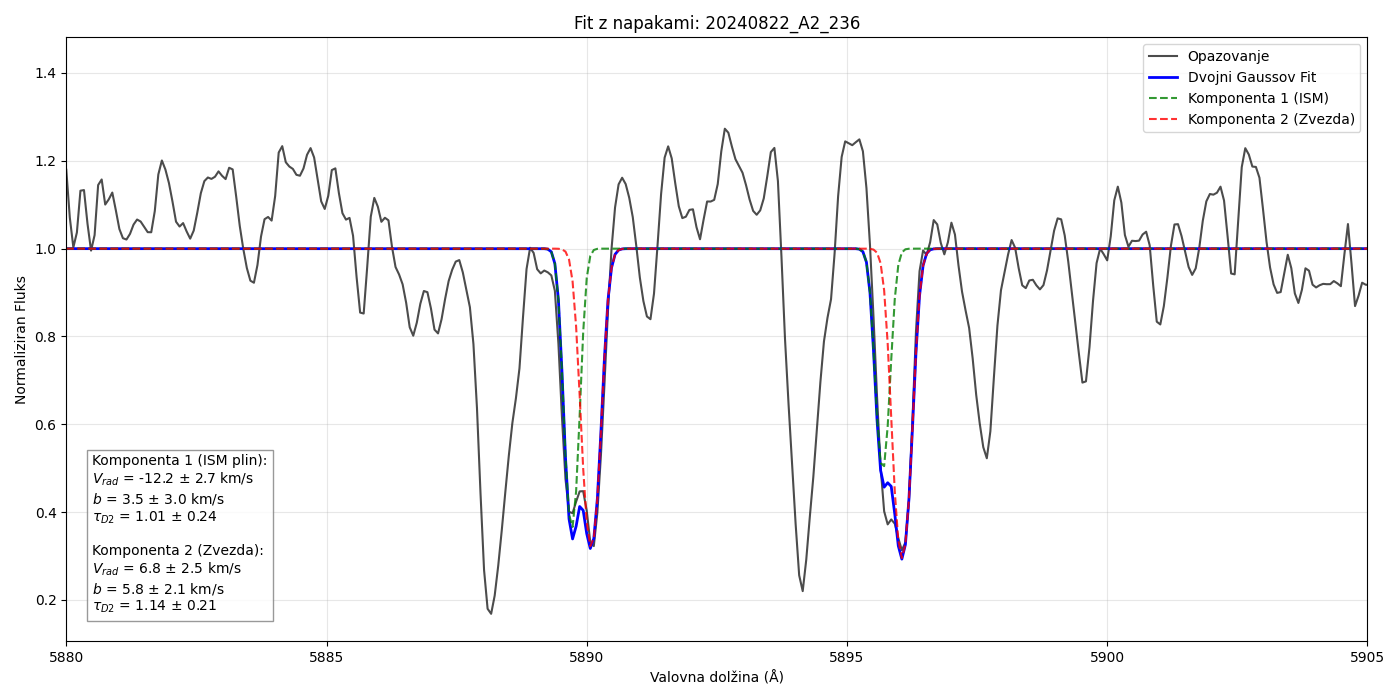 Fit z napakami: 20240822_A2_236
Opazovanje
Dvojni Gaussov Fit
Komponenta 1 (ISM)
Komponenta 2 (Zvezda)
Normaliziran Fluks
1.4
1.2
1.0
0.8
0.6
0.4
0.2
Komponenta 1 (ISM plin):
V_rad = -12.2 ± 2.7 km/s
b = 3.5 ± 3.0 km/s
τ_D2 = 1.01 ± 0.24
Komponenta 2 (Zvezda):
V_rad = 6.8 ± 2.5 km/s
b = 5.8 ± 2.1 km/s
τ_D2 = 1.14 ± 0.21
5880 5885 5890 5895 5900 5905
Valovna dolžina (Å)